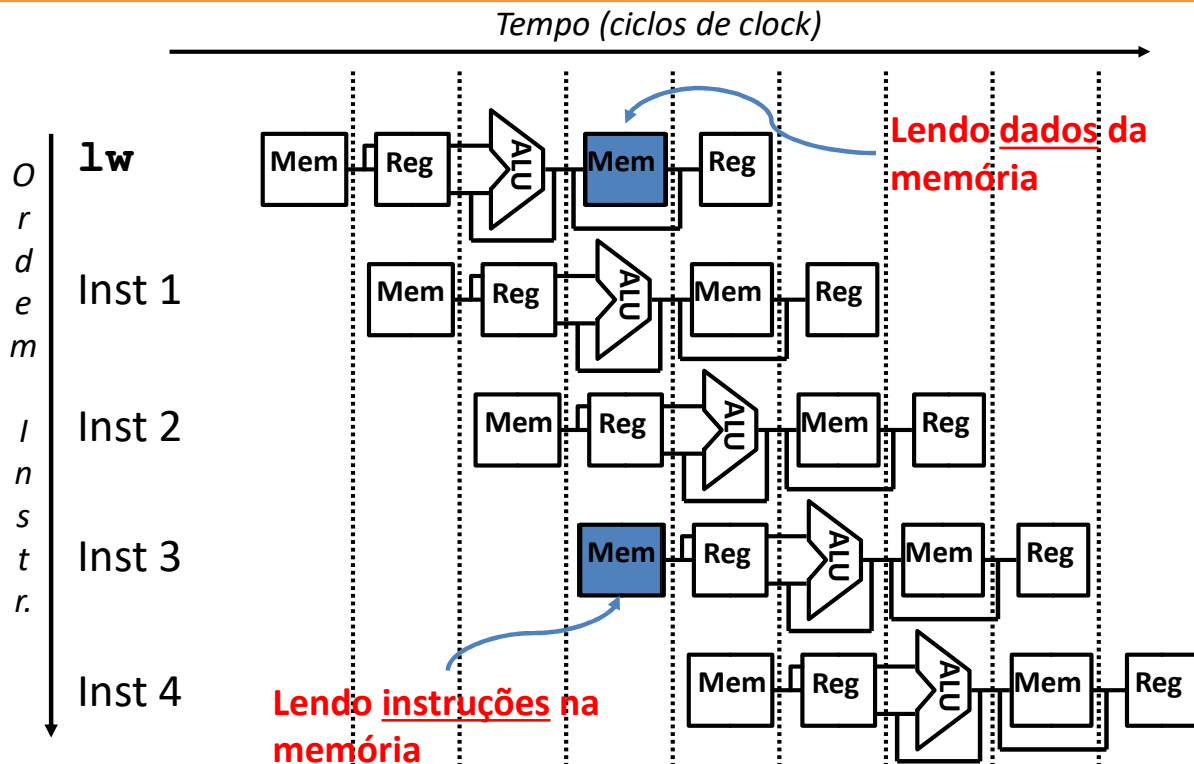 Tempo (ciclos de clock)
Ordem Instr.
lw
Mem Reg ALU Mem Reg
Lendo dados da
memória
Inst 1
Mem Reg ALU Mem Reg
Inst 2
Mem Reg ALU Mem Reg
Inst 3
Mem Reg ALU Mem Reg
Inst 4
Mem Reg ALU Mem Reg
Lendo instruções na
memória